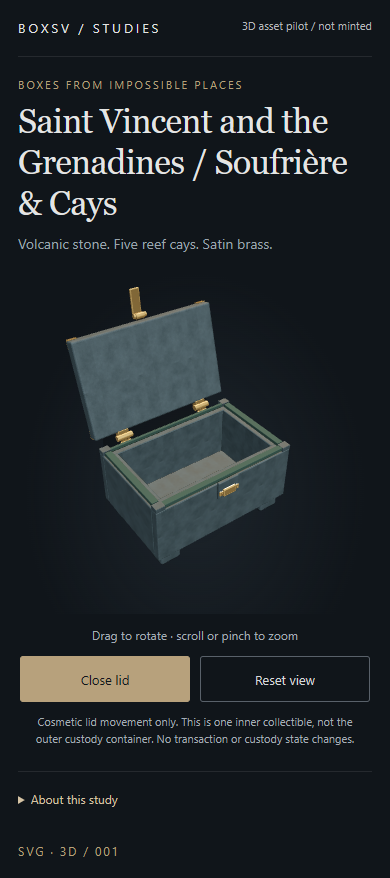 BOXSV / STUDIES
3D asset pilot / not minted
BOXES FROM IMPOSSIBLE PLACES
Saint Vincent and the
Grenadines / Soufrière
& Cays
Volcanic stone. Five reef cays. Satin brass.
Drag to rotate · scroll or pinch to zoom
Close lid
Reset view
Cosmetic lid movement only. This is one inner collectible, not the
outer custody container. No transaction or custody state changes.
About this study
SVG · 3D / 001